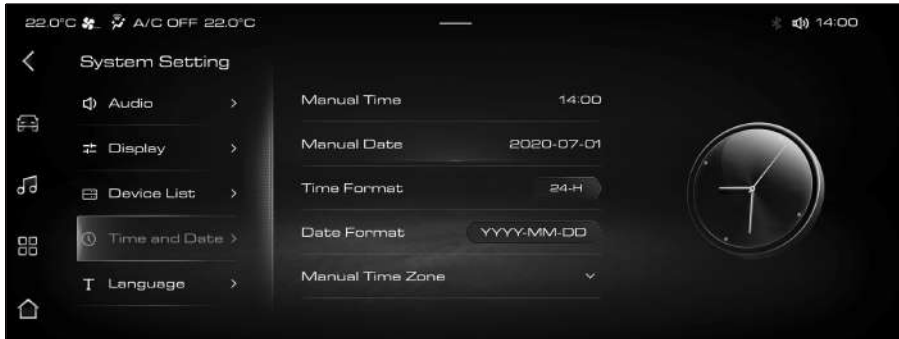 22.0°C A/C OFF 22.0°C
14:00
System Setting
Audio
Display
Device List
Time and Date
Language
Manual Time 14:00
Manual Date 2020-07-01
Time Format 24-H
Date Format YYYY-MM-DD
Manual Time Zone